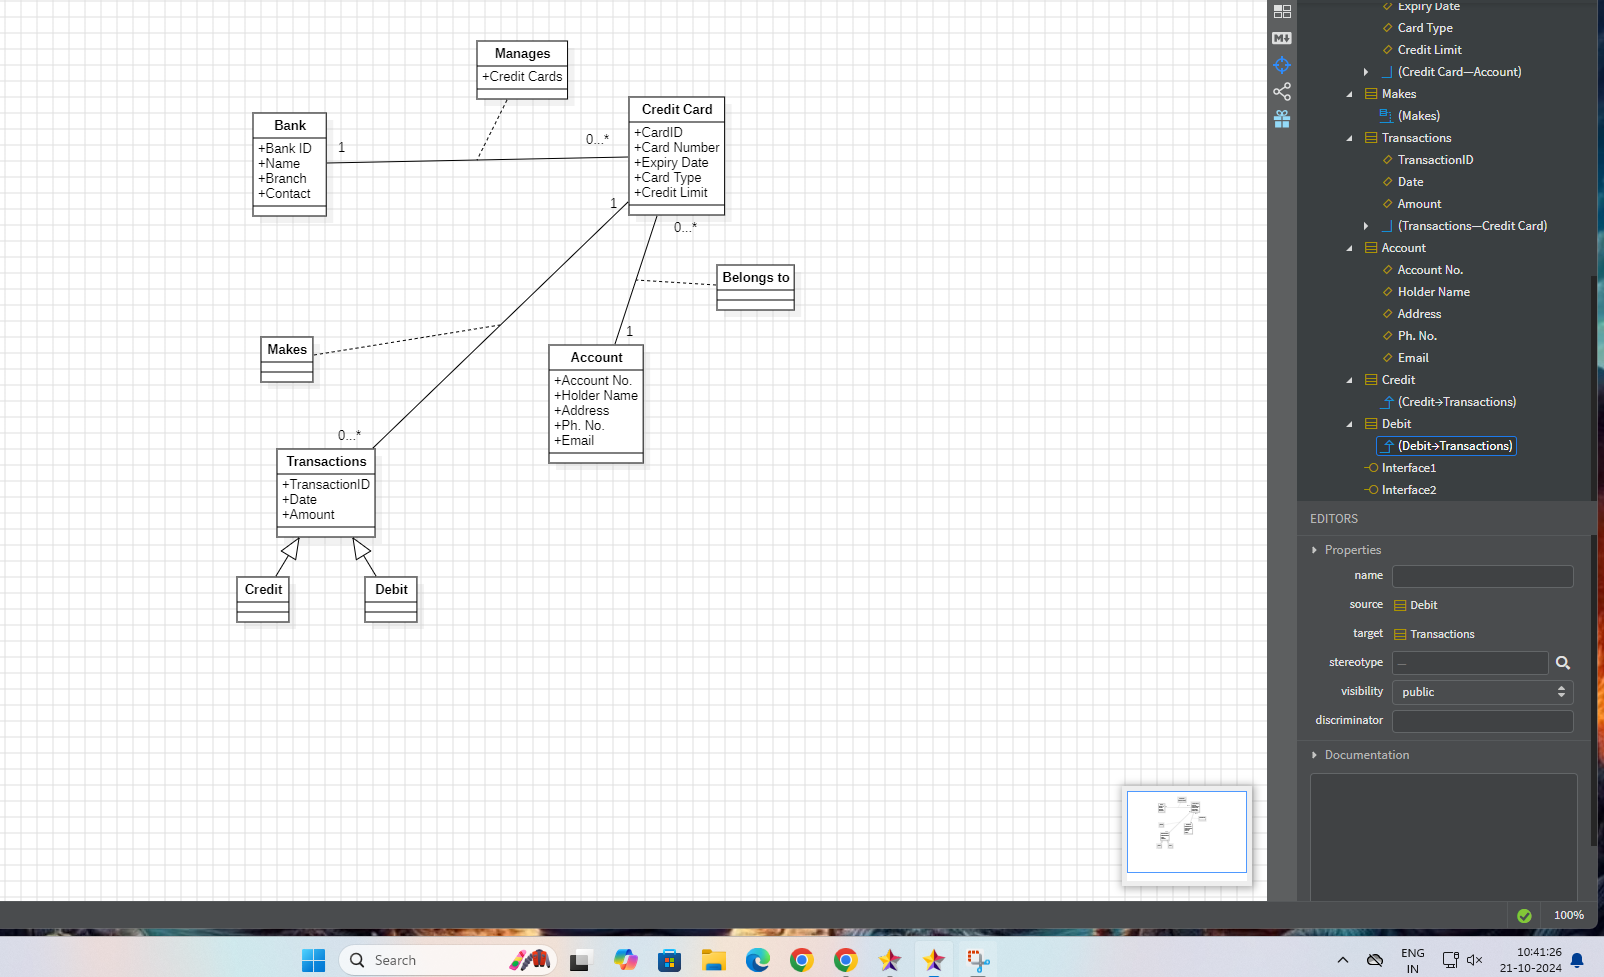 Manages
+Credit Cards
Bank
+Bank ID
+Name
+Branch
+Contact
1
0...*
Credit Card
+CardID
+Card Number
+Expiry Date
+Card Type
+Credit Limit
1
0...*
Belongs to
Makes
1
Account
+Account No.
+Holder Name
+Address
+Ph. No.
+Email
0...*
Transactions
+TransactionID
+Date
+Amount
Credit
Debit
M
Expiry Date
Card Type
Credit Limit
(Credit Card—Account)
Makes
(Makes)
Transactions
TransactionID
Date
Amount
(Transactions—Credit Card)
Account
Account No.
Holder Name
Address
Ph. No.
Email
Credit
(Credit→Transactions)
Debit
(Debit→Transactions)
Interface1
Interface2
EDITORS
Properties
name
source Debit
target Transactions
stereotype —
visibility public
discriminator
Documentation
100%
Search
ENG
IN
10:41:26
21-10-2024